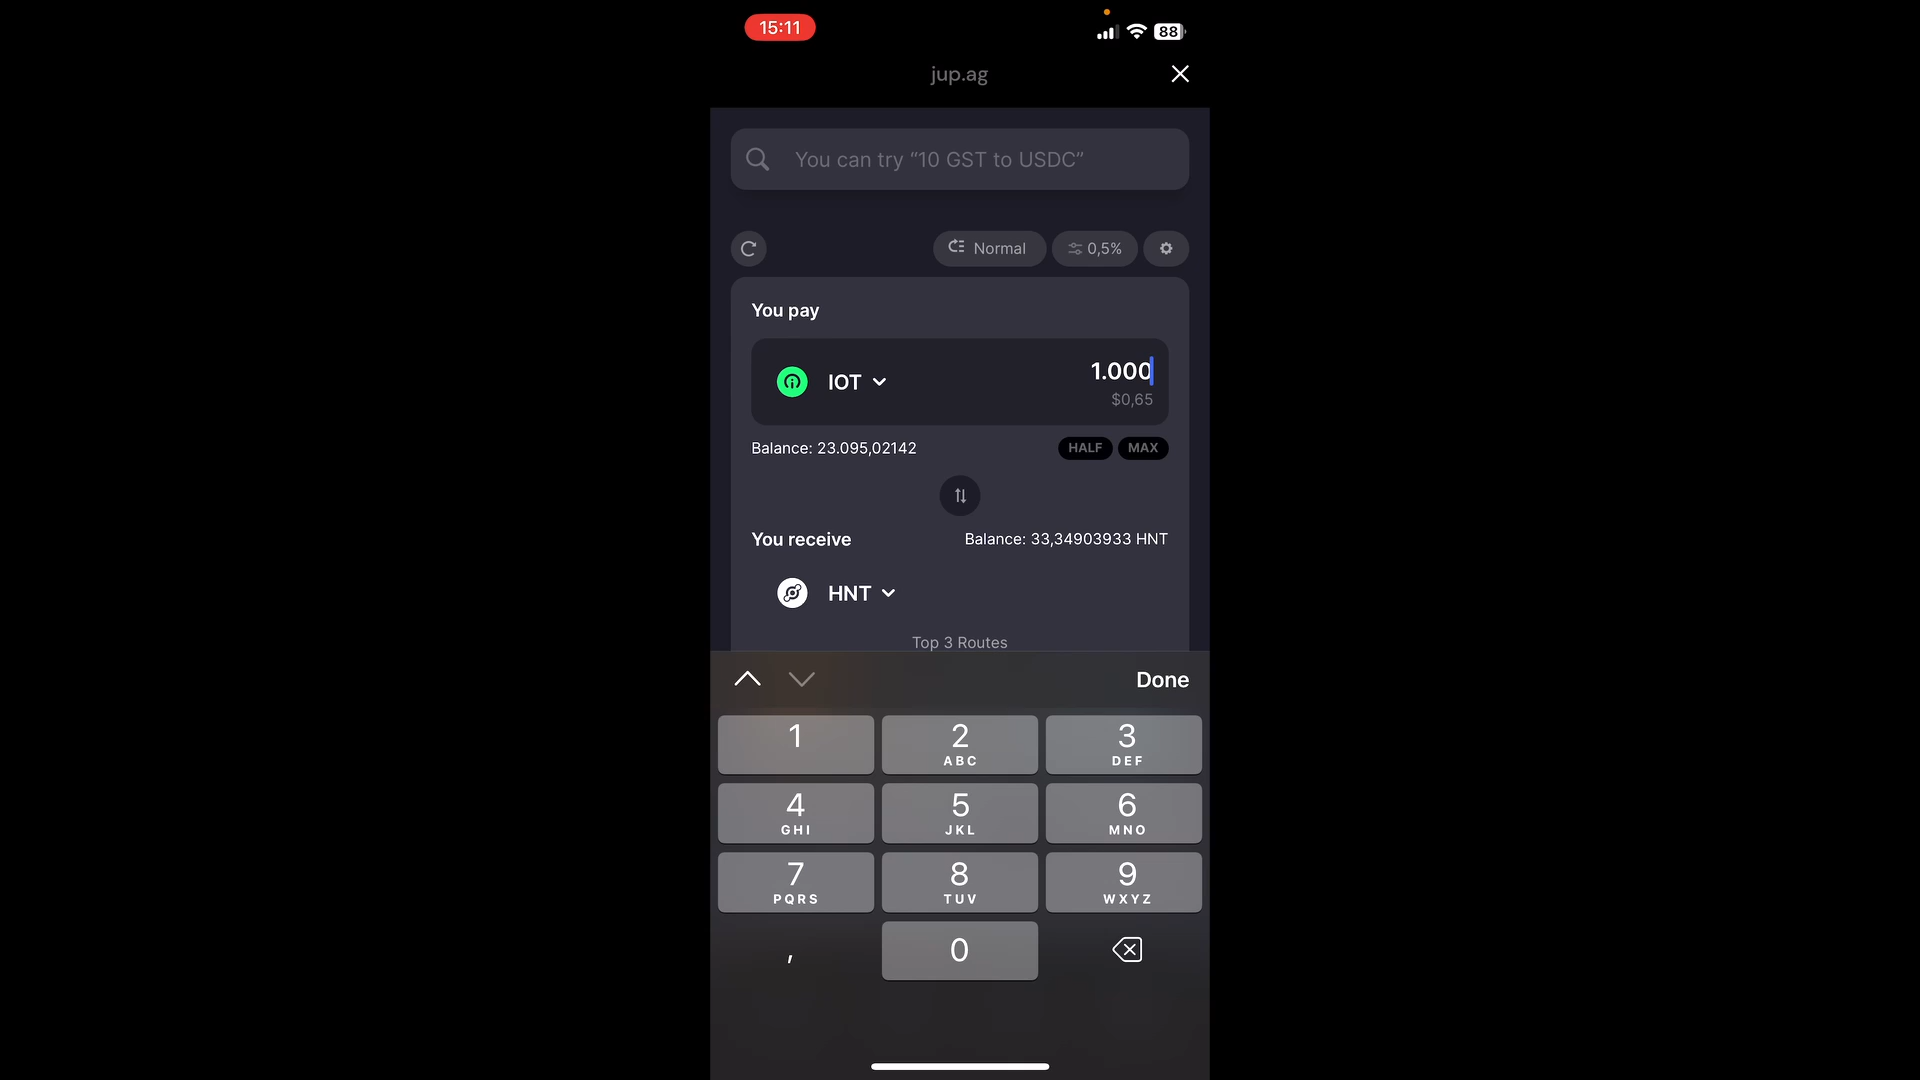 15:11
88
jup.ag
You can try “10 GST to USDC”
Normal
0,5%
You pay
IOT
1.000
$0,65
Balance: 23.095,02142
HALF
MAX
You receive
Balance: 33,34903933 HNT
HNT
Top 3 Routes
Done
1
2
3
ABC
DEF
4
5
6
GHI
JKL
MNO
7
8
9
PQRS
TUV
WXYZ
,
0